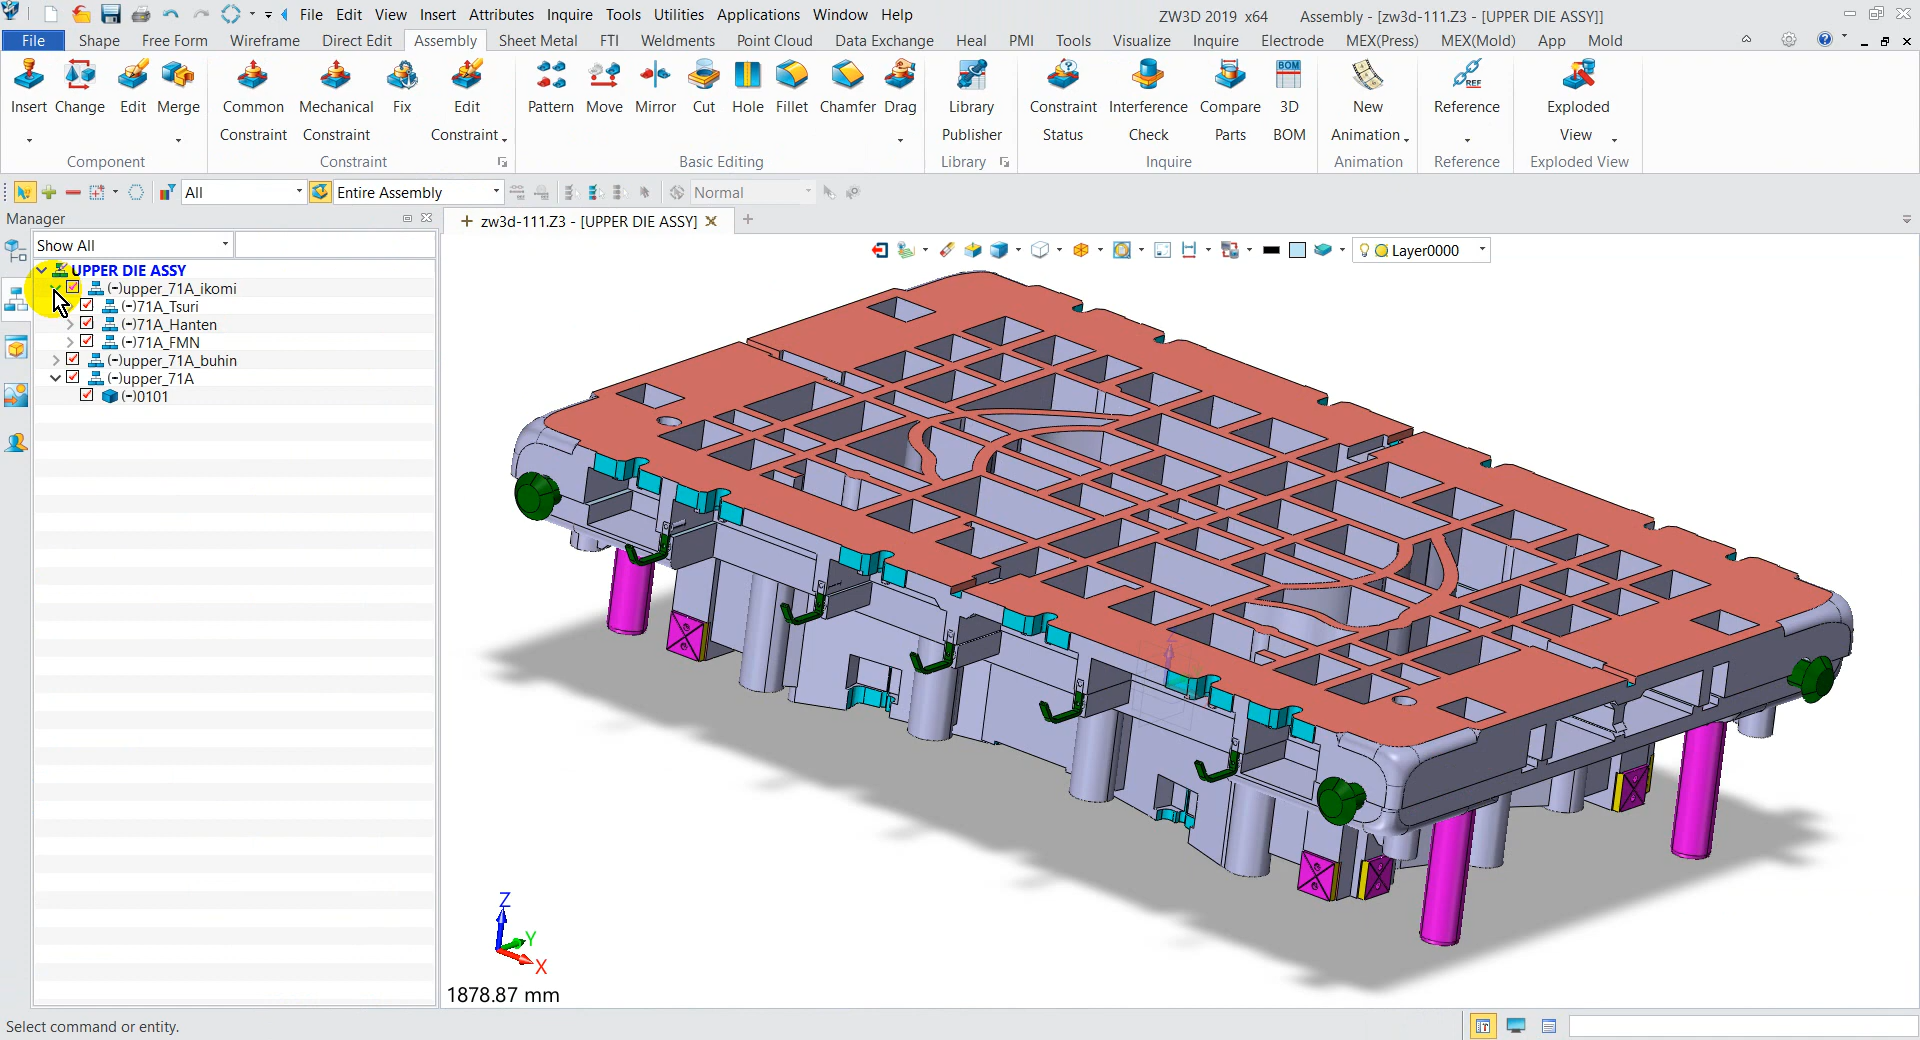 File Edit View Insert Attributes Inquire Tools Utilities Applications Window Help
ZW3D 2019 x64 Assembly - [zw3d-111.Z3 - [UPPER DIE ASSY]]
File Shape Free Form Wireframe Direct Edit Assembly Sheet Metal FTI Weldments Point Cloud Data Exchange Heal PMI Tools Visualize Inquire Electrode MEX(Press) MEX(Mold) App Mold
Insert Change Edit Merge Common Mechanical Fix Edit Pattern Move Mirror Cut Hole Fillet Chamfer Drag Library Constraint Interference Compare 3D New Reference Exploded
Constraint Constraint Constraint Publisher Status Check Parts BOM Animation View
Component Constraint Basic Editing Library Inquire Animation Reference Exploded View
All Entire Assembly Normal
Manager
zw3d-111.Z3 - [UPPER DIE ASSY]
Show All
Layer0000
UPPER DIE ASSY
(-)upper_71A_ikomi
(-)71A_Tsuri
(-)71A_Hanten
(-)71A_FMN
(-)upper_71A_buhin
(-)upper_71A
(-)0101
Z
Y
X
1878.87 mm
Select command or entity.